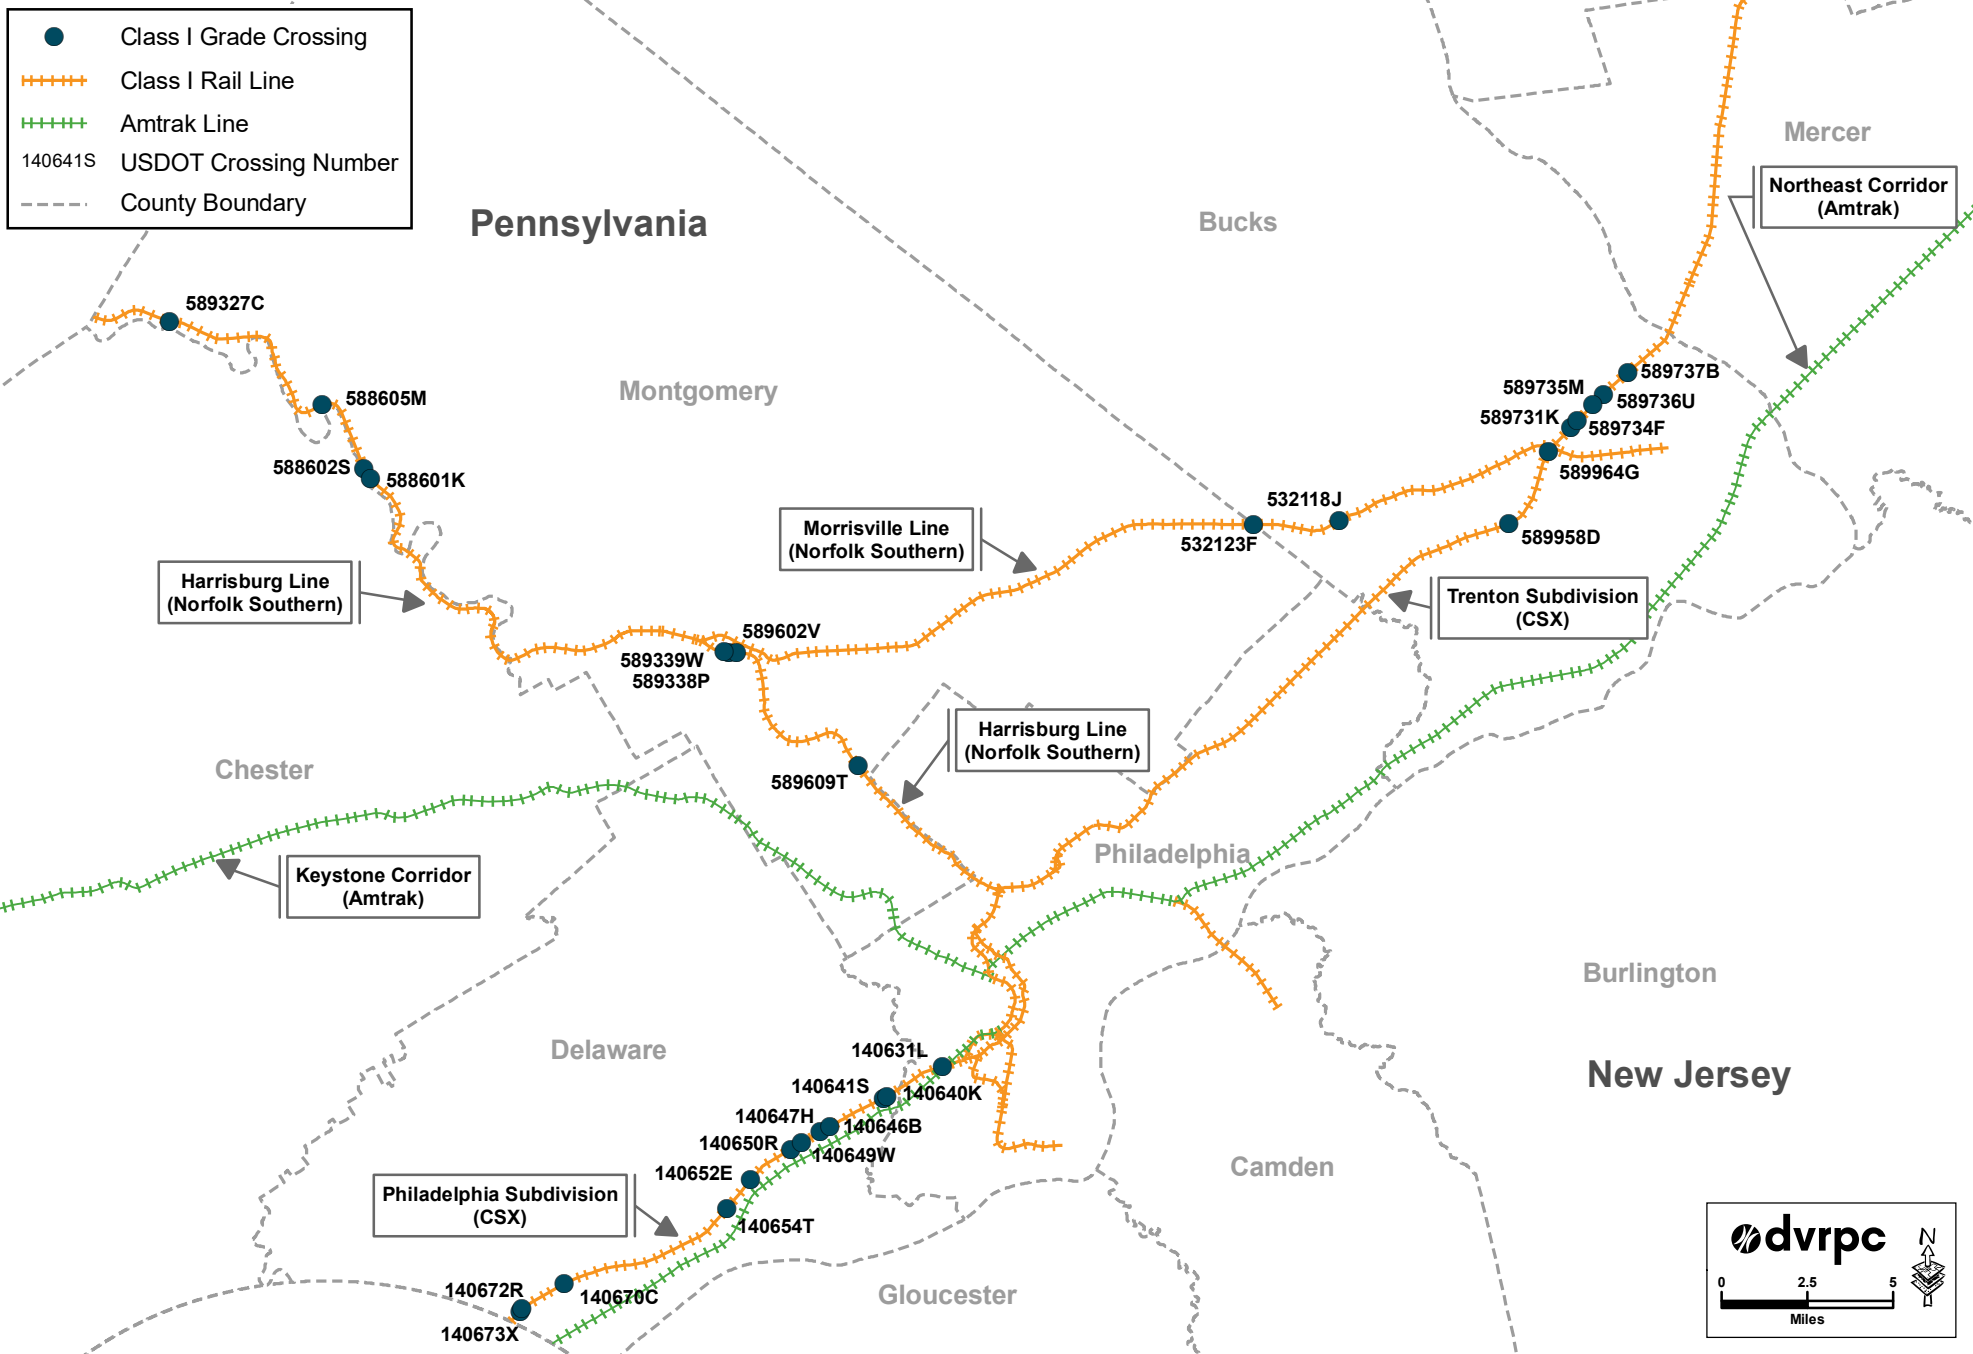 Class I Grade Crossing
Class I Rail Line
Amtrak Line
140641S USDOT Crossing Number
County Boundary
Pennsylvania
Bucks
Mercer
Northeast Corridor
(Amtrak)
589327C
588605M
Montgomery
588602S
588601K
589737B
589735M
589736U
589731K
589734F
589964G
532118J
532123F
589958D
Morrisville Line
(Norfolk Southern)
Harrisburg Line
(Norfolk Southern)
Trenton Subdivision
(CSX)
589602V
589339W
589338P
Harrisburg Line
(Norfolk Southern)
589609T
Chester
Keystone Corridor
(Amtrak)
Philadelphia
Burlington
New Jersey
Delaware
140631L
140641S
140640K
140647H
140646B
140650R
140649W
140652E
140654T
Philadelphia Subdivision
(CSX)
Camden
Gloucester
140672R
140670C
140673X
dvrpc
N
0 2.5 5
Miles